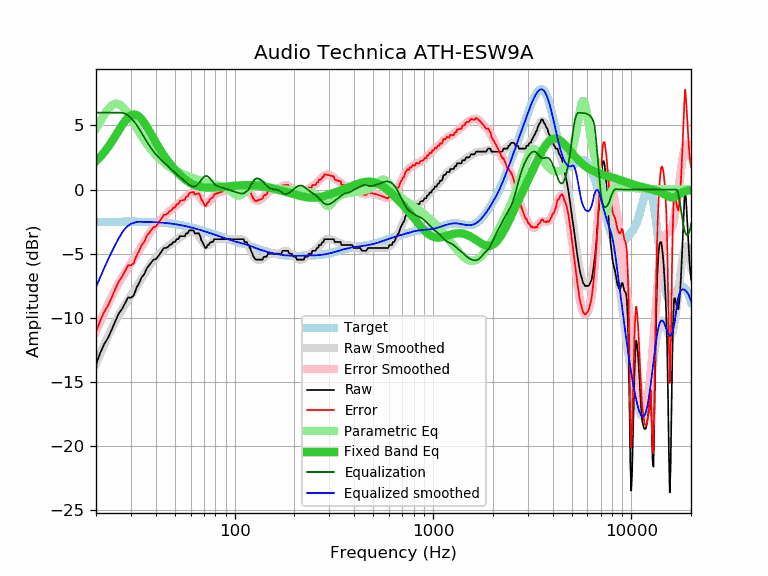 Audio Technica ATH-ESW9A
Amplitude (dBr)
5
0
−5
−10
−15
−20
−25
Target
Raw Smoothed
Error Smoothed
Raw
Error
Parametric Eq
Fixed Band Eq
Equalization
Equalized smoothed
100
1000
10000
Frequency (Hz)